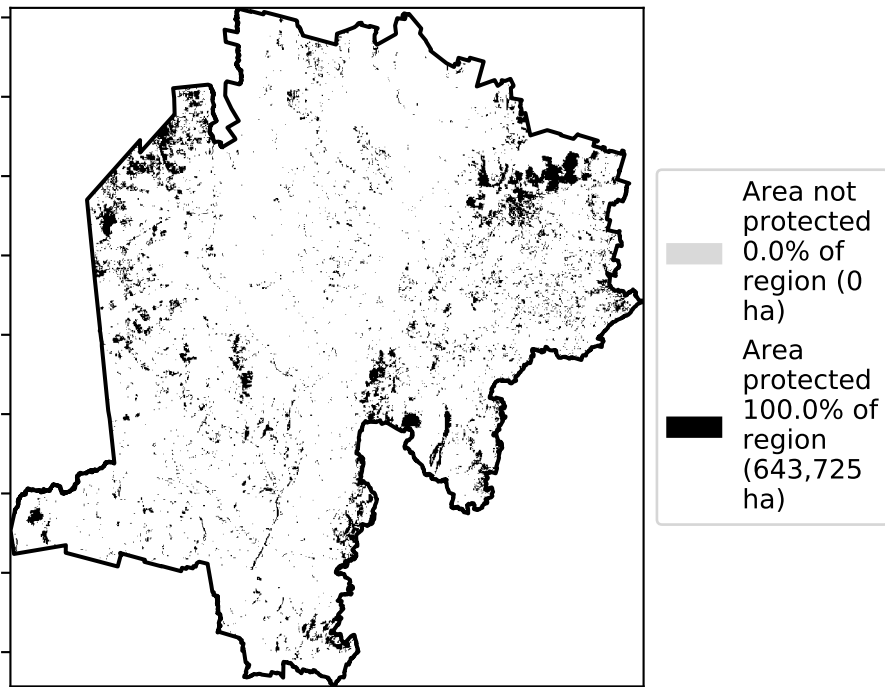 Area not
protected
0.0% of
region (0
ha)
Area
protected
100.0% of
region
(643,725
ha)